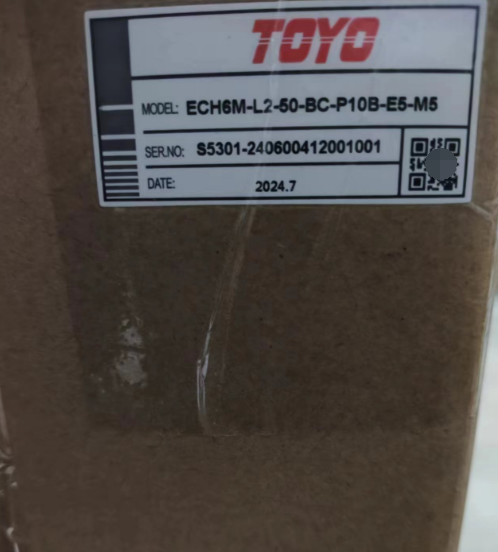 TOYO
MODEL: ECH6M-L2-50-BC-P10B-E5-M5
SER.NO: S5301-240600412001001
DATE: 2024.7